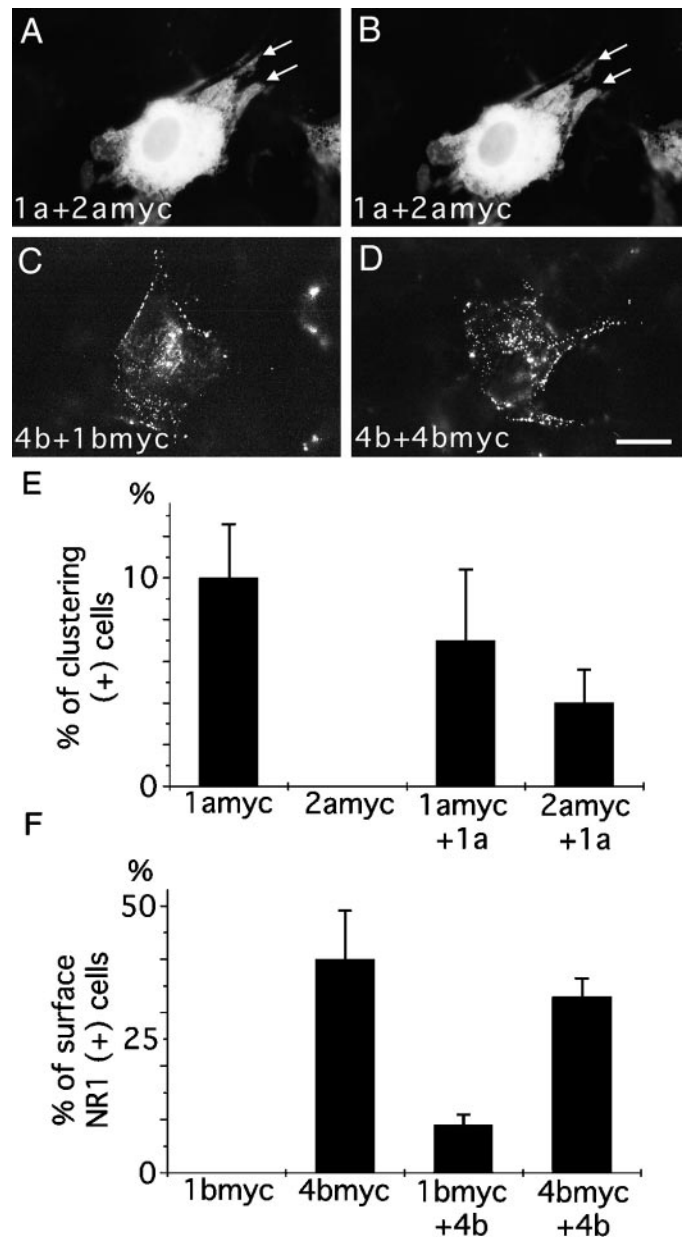 A
B
1a+2amyc
1a+2amyc
C
D
4b+1bmyc
4b+4bmyc
E
%
% of clustering
(+) cells
10
0
1amyc
2amyc
1amyc
+1a
2amyc
+1a
F
%
% of surface
NR1 (+) cells
50
25
0
1bmyc
4bmyc
1bmyc
+4b
4bmyc
+4b